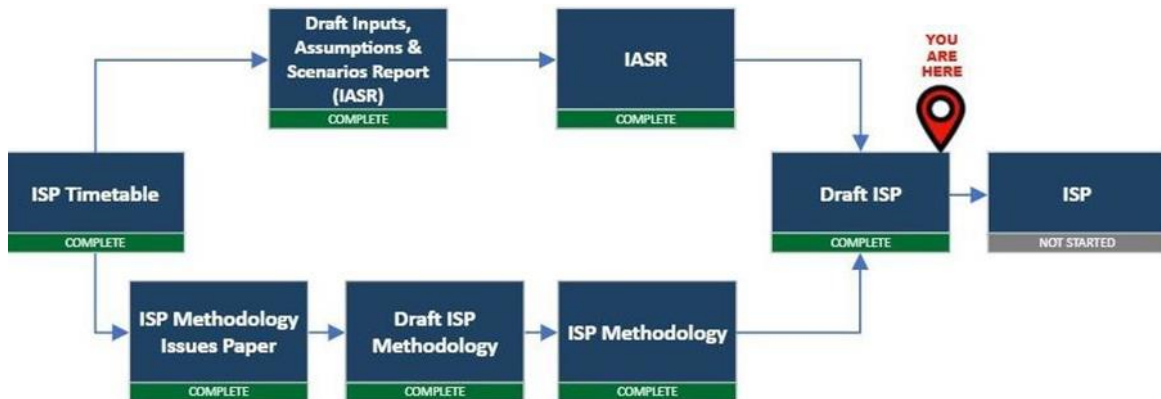 Draft Inputs,
Assumptions &
Scenarios Report
(IASR)
COMPLETE
IASR
COMPLETE
YOU
ARE
HERE
ISP Timetable
COMPLETE
Draft ISP
COMPLETE
ISP
NOT STARTED
ISP Methodology
Issues Paper
COMPLETE
Draft ISP
Methodology
COMPLETE
ISP Methodology
COMPLETE